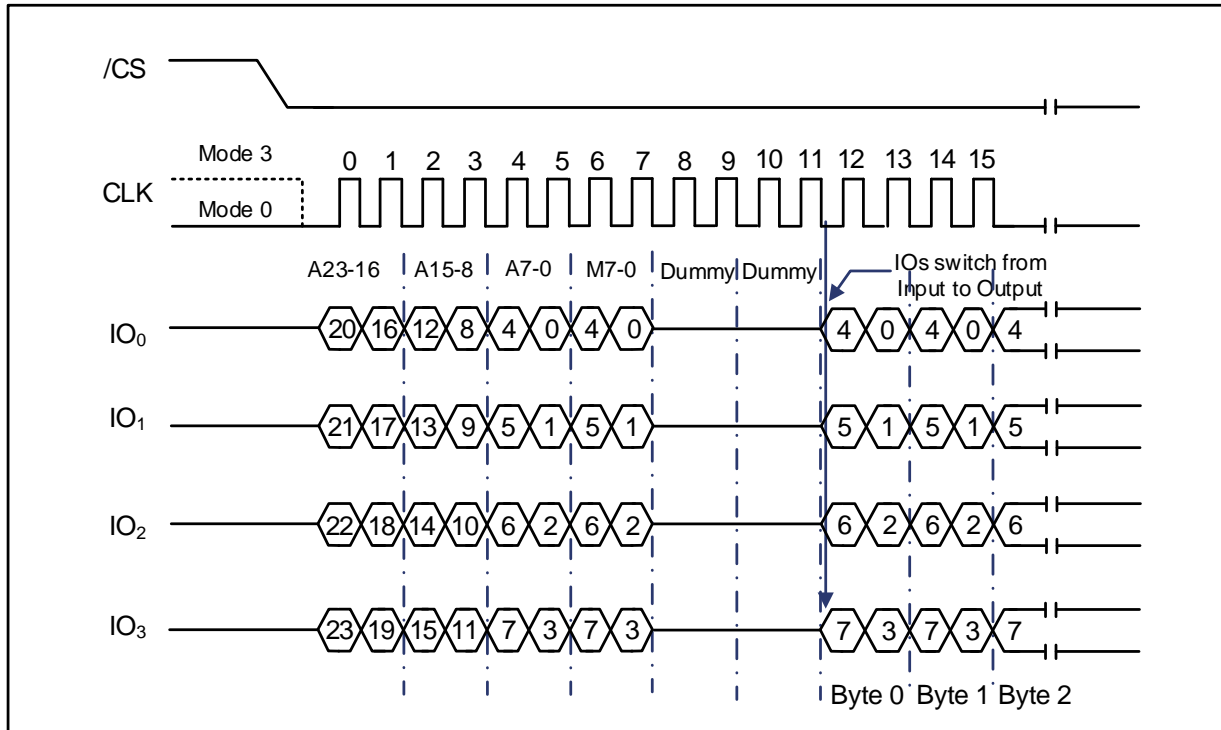 /CS
Mode 3
0 1 2 3 4 5 6 7 8 9 10 11 12 13 14 15
CLK
Mode 0
A23-16 A15-8 A7-0 M7-0 Dummy Dummy IOs switch from
Input to Output
IO0 20 16 12 8 4 0 4 0 4 0 4 0 4
IO1 21 17 13 9 5 1 5 1 5 1 5 1 5
IO2 22 18 14 10 6 2 6 2 6 2 6 2 6
IO3 23 19 15 11 7 3 7 3 7 3 7 3 7
Byte 0 Byte 1 Byte 2